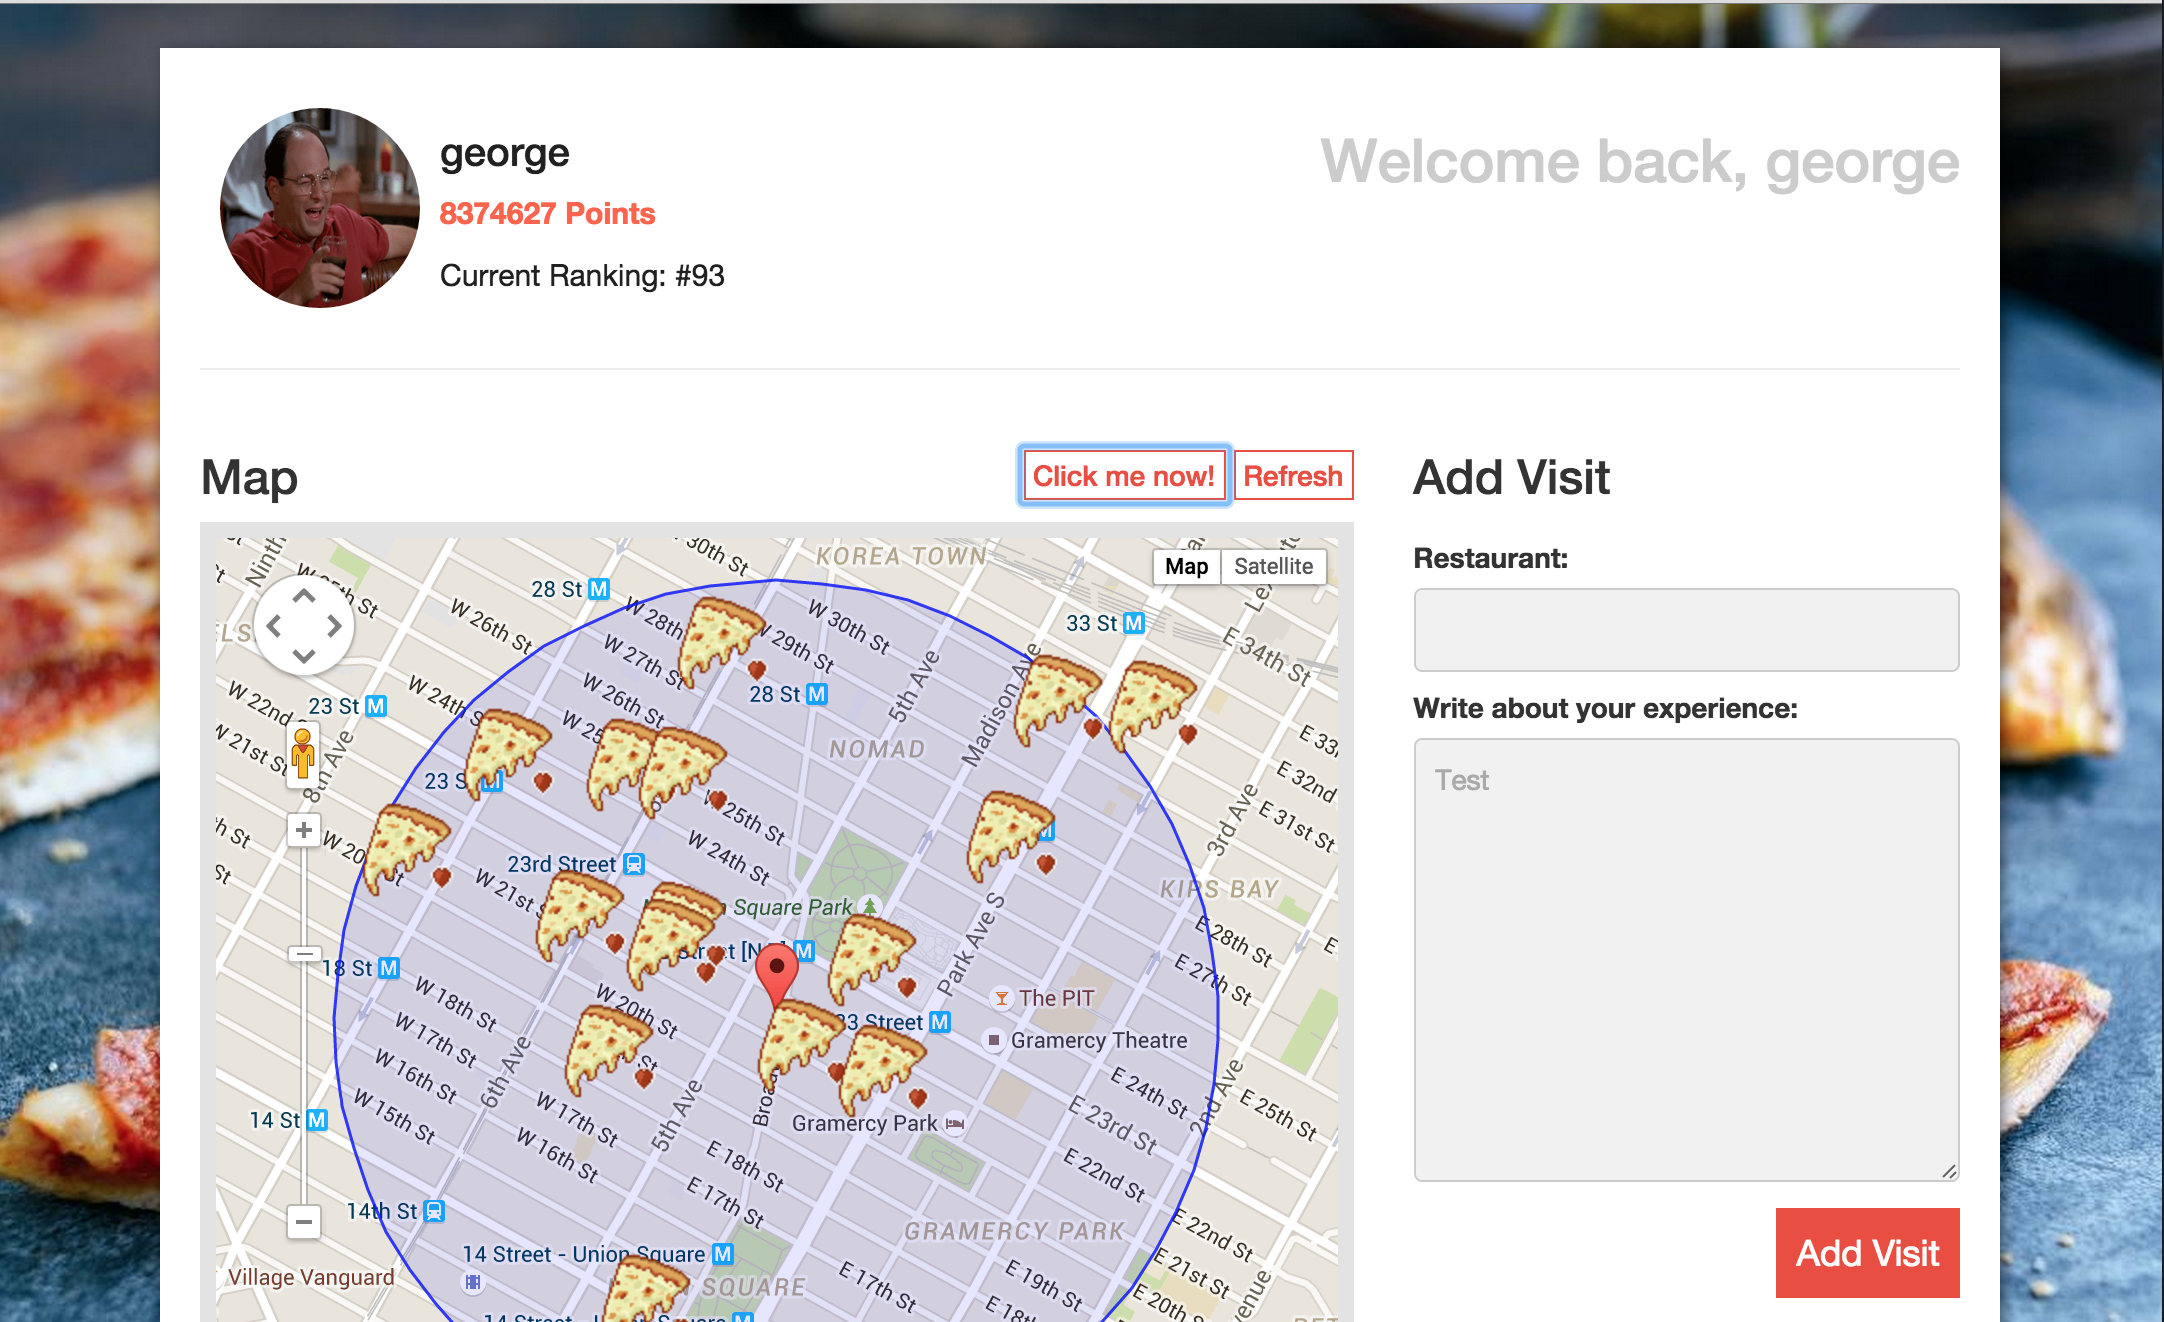 george
Welcome back, george
8374627 Points
Current Ranking: #93
Map
Click me now!
Refresh
Add Visit
Restaurant:
Write about your experience:
Test
Add Visit
Map
Satellite
KOREA TOWN
30th St
Ninth
28 St M
W 28th
W 30th St
W 29th St
33 St M
E 34th St
W 26th St
W 27th St
28 St M
5th Ave
Madison Ave
W 22nd
23 St M
W 24th S
W 26th St
W 25
NOMAD
E 33
E 32nd
W 21st St
8th Ave
23 S
3rd Ave
E 31st St
W 25th St
W 24th St
W 20
23rd Street
W 21st S
Square Park
KIPS BAY
Park Ave S
E 28th St
E 27th St
18 St M
W 18th St
W 20th St
The PIT
23 Street M
Gramercy Theatre
W 17th St
W 16th St
W 15th St
6th Ave
5th Ave
14 St M
W 17th St
W 16th St
Gramercy Park
E 24th St
E 23rd St
2nd Ave
E 25th St
E 18th St
E 17th St
E 22nd St
14th St
GRAMERCY PARK
E 22nd St
E 21st St
E 20th S
14 Street - Union Square M
Village Vanguard
SQUARE
E 17th St
E 19th St
E 18th
venue